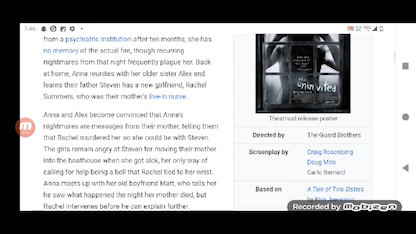 7:46
from a psychiatric institution after ten months; she has
no memory of the actual fire, though recurring
nightmares from that night frequently plague her. Back
at home, Anna reunites with her older sister Alex and
learns their father Steven has a new girlfriend, Rachel
Summers, who was their mother's live-in nurse.
Anna and Alex become convinced that Anna's
nightmares are messages from their mother, telling them
that Rachel murdered her so she could be with Steven.
The girls remain angry at Steven for moving their mother
into the boathouse when she got sick, her only way of
calling for help being a bell that Rachel tied to her wrist.
Anna meets up with her old boyfriend Matt, who tells her
he saw what happened the night her mother died, but
Rachel intervenes before he can explain further.
the uninvited
Theatrical release poster
Directed by The Guard Brothers
Screenplay by Craig Rosenberg
Doug Miro
Carlo Bernard
Based on A Tale of Two Sisters
Recorded by Mobizen